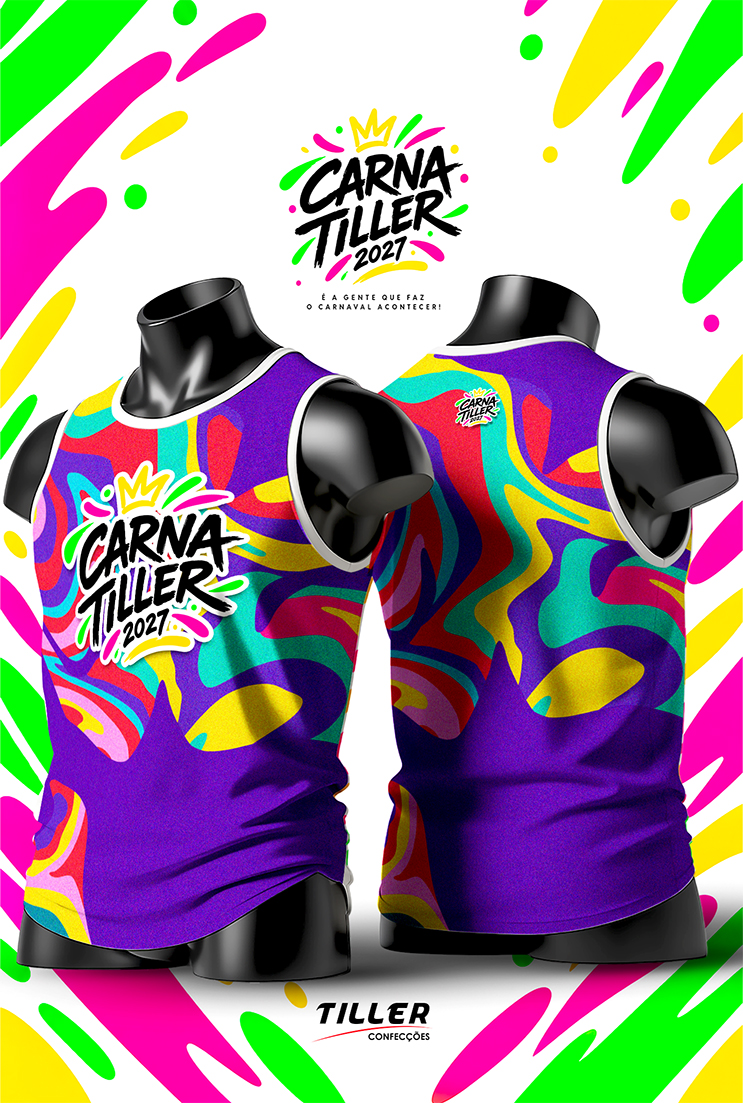 CARNA
TILLER
2027
É A GENTE QUE FAZ
O CARNAVAL ACONTECER!
CARNA
TILLER
2027
CARNA
TILLER
2027
TILLER
CONFECÇÕES